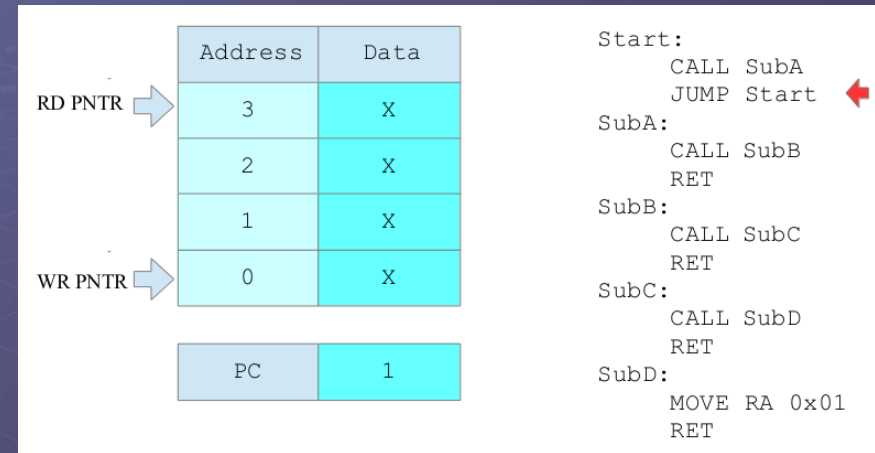 Address Data
RD PNTR 3 X
2 X
1 X
WR PNTR 0 X
PC 1
Start:
CALL SubA
JUMP Start
SubA:
CALL SubB
RET
SubB:
CALL SubC
RET
SubC:
CALL SubD
RET
SubD:
MOVE RA 0x01
RET